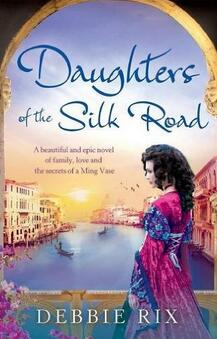 Daughters
of the Silk Road
A beautiful and epic novel
of family, love and
the secrets of a Ming Vase
DEBBIE RIX